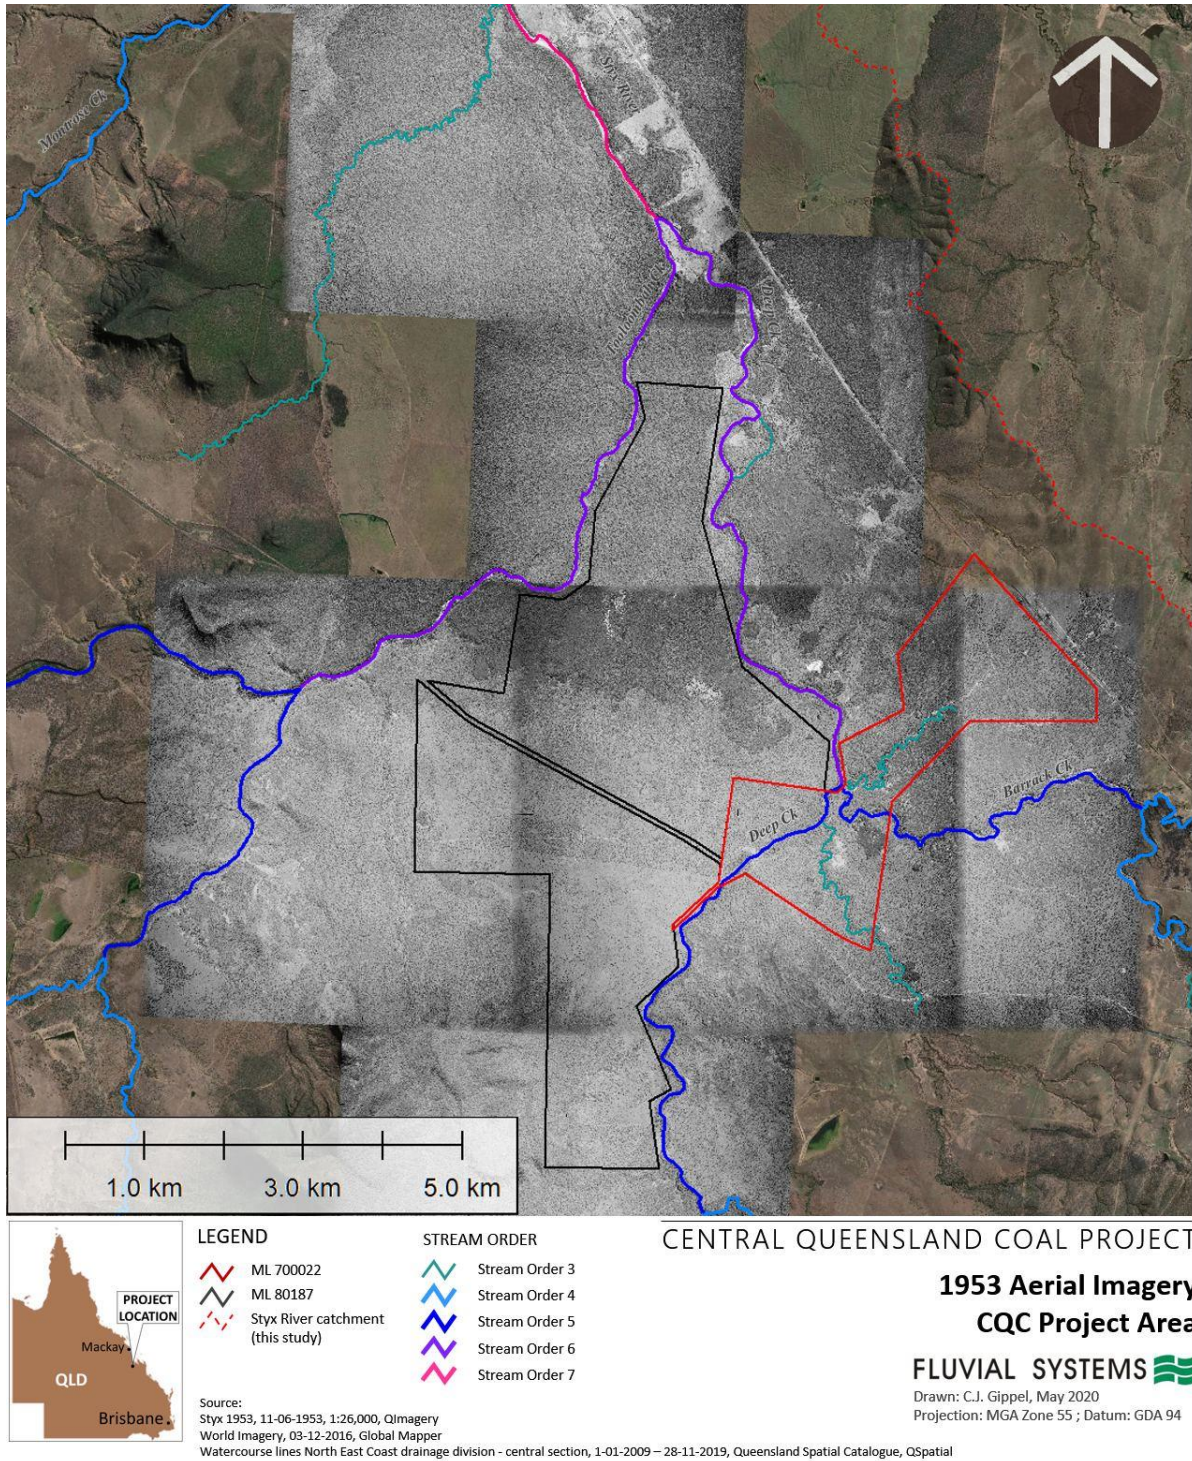 Montrose Ck
Styx River
Tooloombah Ck
Deep Ck
Deep Ck
Barrack Ck
1.0 km 3.0 km 5.0 km
PROJECT
LOCATION
Mackay
QLD
Brisbane
LEGEND
ML 700022
ML 80187
Styx River catchment
(this study)
STREAM ORDER
Stream Order 3
Stream Order 4
Stream Order 5
Stream Order 6
Stream Order 7
Source:
Styx 1953, 11-06-1953, 1:26,000, QImagery
World Imagery, 03-12-2016, Global Mapper
Watercourse lines North East Coast drainage division - central section, 1-01-2009 – 28-11-2019, Queensland Spatial Catalogue, QSpatial
CENTRAL QUEENSLAND COAL PROJECT
1953 Aerial Imagery
CQC Project Area
FLUVIAL SYSTEMS
Drawn: C.J. Gippel, May 2020
Projection: MGA Zone 55 ; Datum: GDA 94